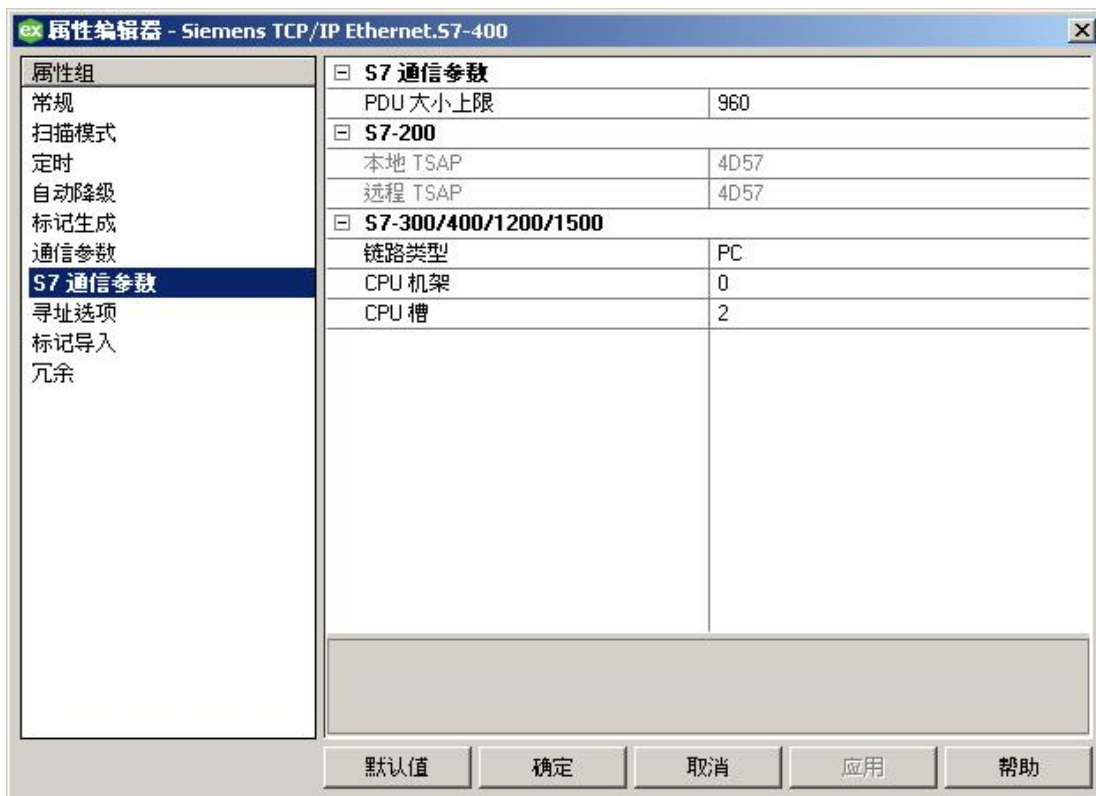 ex 属性编辑器 - Siemens TCP/IP Ethernet.S7-400
属性组
常规
扫描模式
定时
自动降级
标记生成
通信参数
S7 通信参数
寻址选项
标记导入
冗余
S7 通信参数
PDU 大小上限 960
S7-200
本地 TSAP 4D57
远程 TSAP 4D57
S7-300/400/1200/1500
链路类型 PC
CPU 机架 0
CPU 槽 2
默认值 确定 取消 应用 帮助